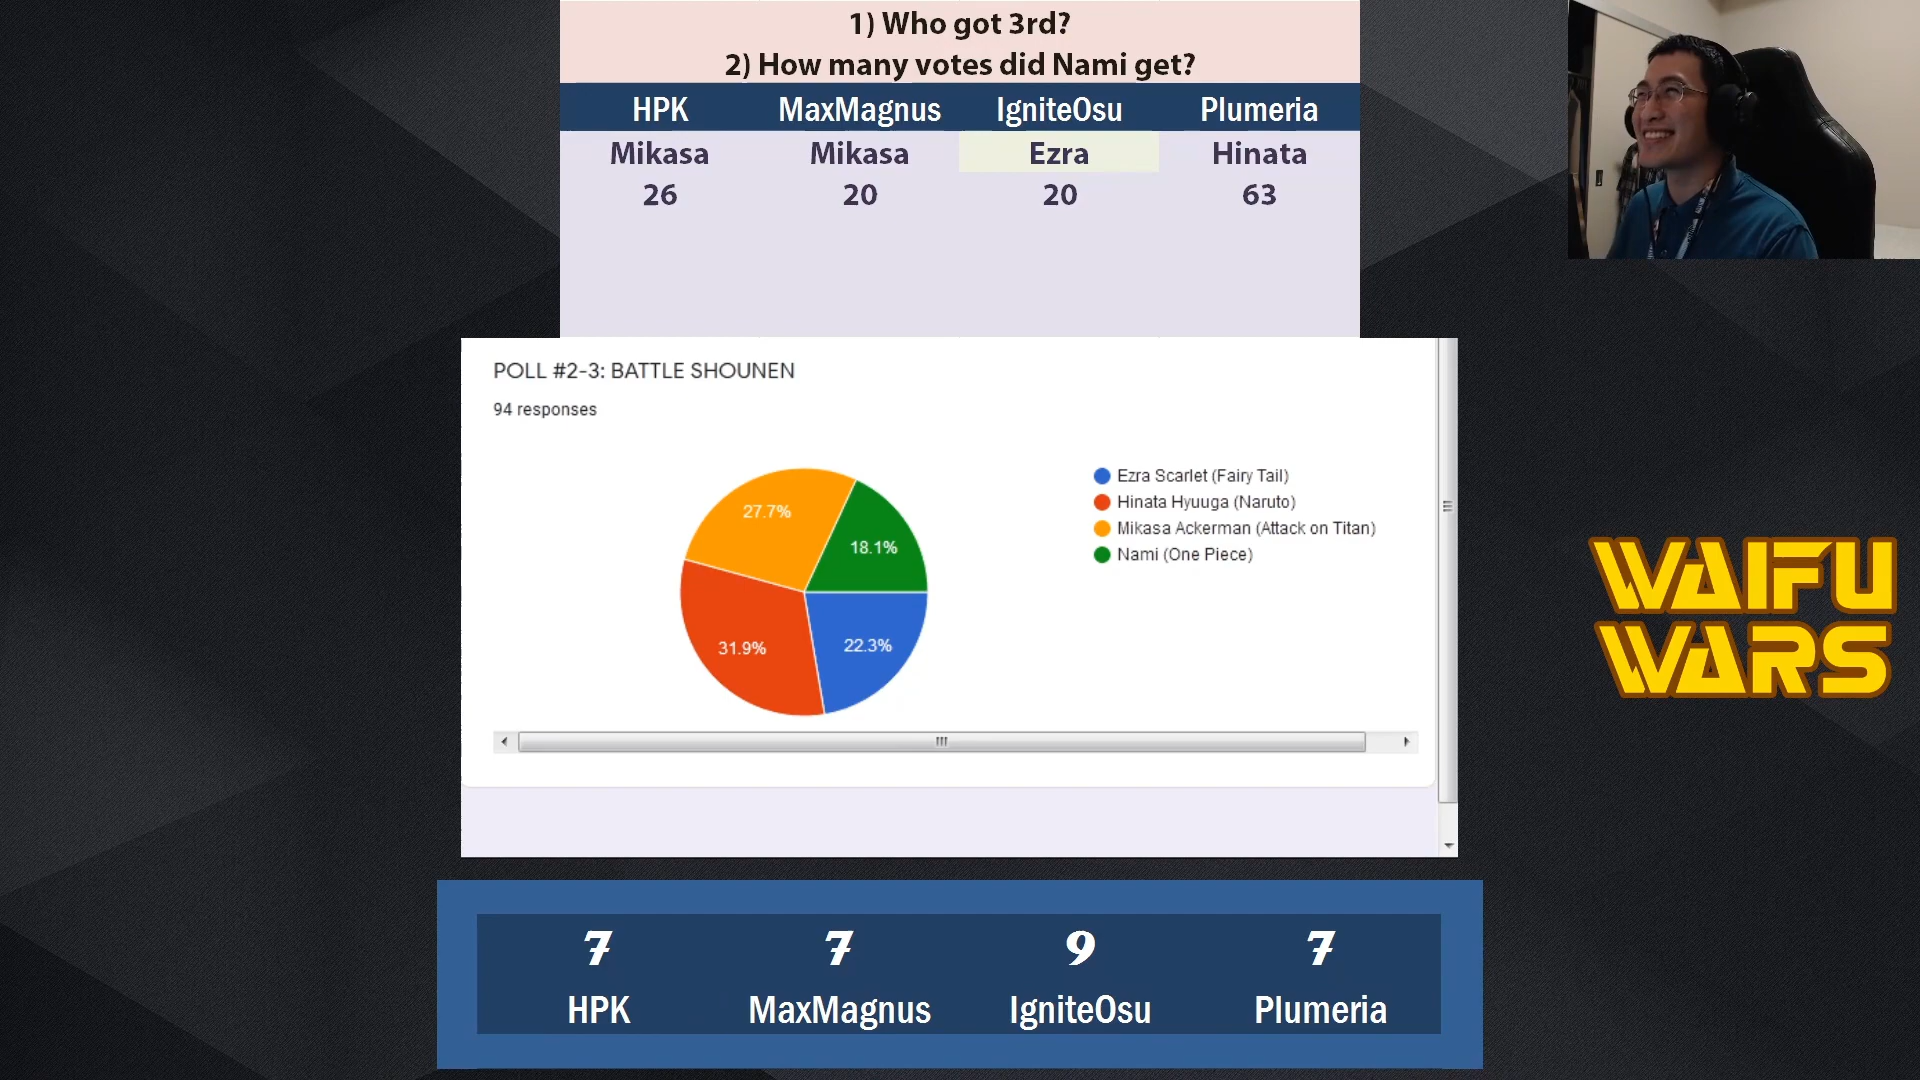 1) Who got 3rd?
2) How many votes did Nami get?
HPK MaxMagnus IgniteOsu Plumeria
Mikasa Mikasa Ezra Hinata
26 20 20 63
POLL #2-3: BATTLE SHOUNEN
94 responses
27.7%
18.1%
31.9%
22.3%
Ezra Scarlet (Fairy Tail)
Hinata Hyuuga (Naruto)
Mikasa Ackerman (Attack on Titan)
Nami (One Piece)
WAIFU
WARS
7 7 9 7
HPK MaxMagnus IgniteOsu Plumeria